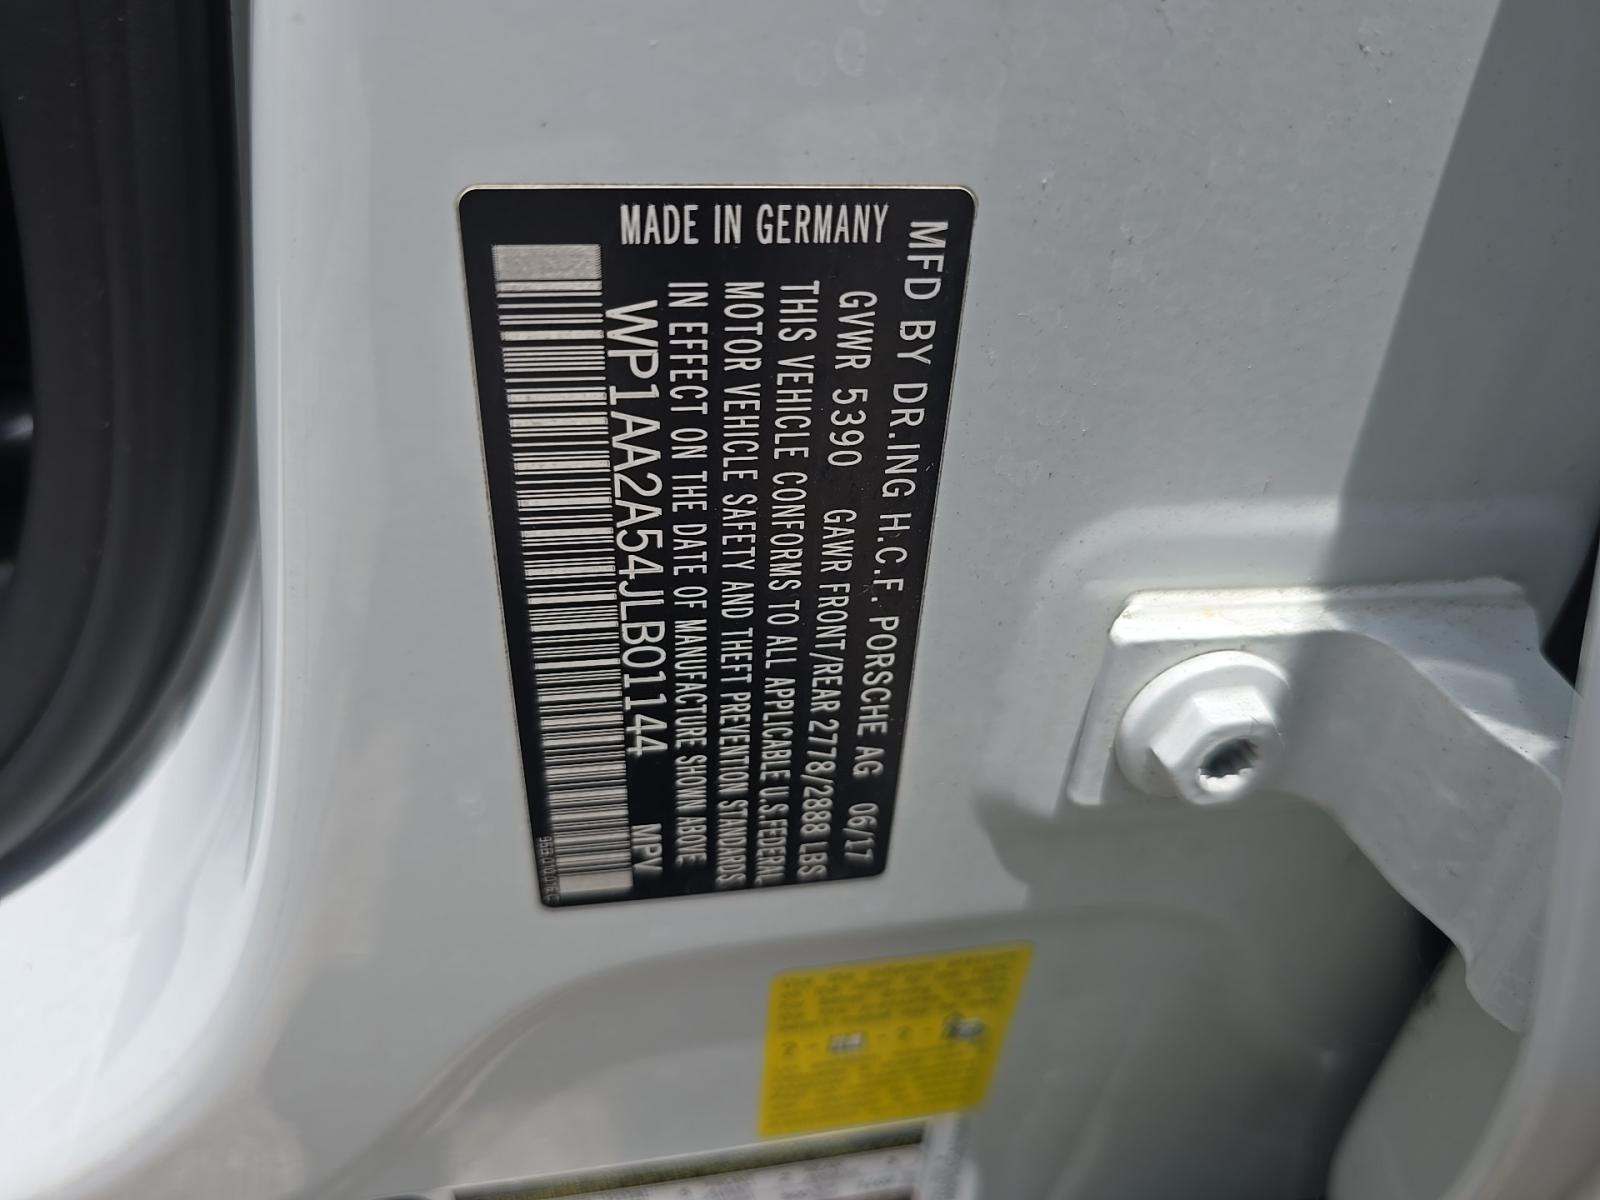 MFD BY DR.ING H.C.F. PORSCHE AG 06/17
GVWR 5390 GAWR FRONT/REAR 2778/2888 LBS
THIS VEHICLE CONFORMS TO ALL APPLICABLE U.S.FEDERAL
MOTOR VEHICLE SAFETY AND THEFT PREVENTION STANDARDS
IN EFFECT ON THE DATE OF MANUFACTURE SHOWN ABOVE
WP1AA2A54JLB01144 MPV
MADE IN GERMANY